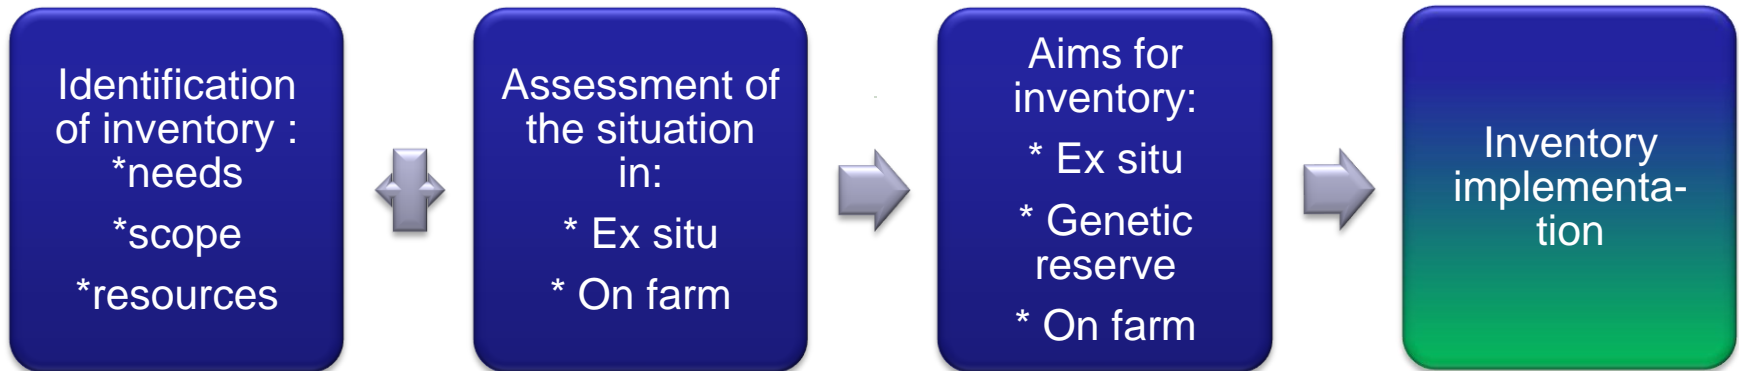 Identification
of inventory :
*needs
*scope
*resources
Assessment of
the situation
in:
* Ex situ
* On farm
Aims for
inventory:
* Ex situ
* Genetic
reserve
* On farm
Inventory
implementa-
tion